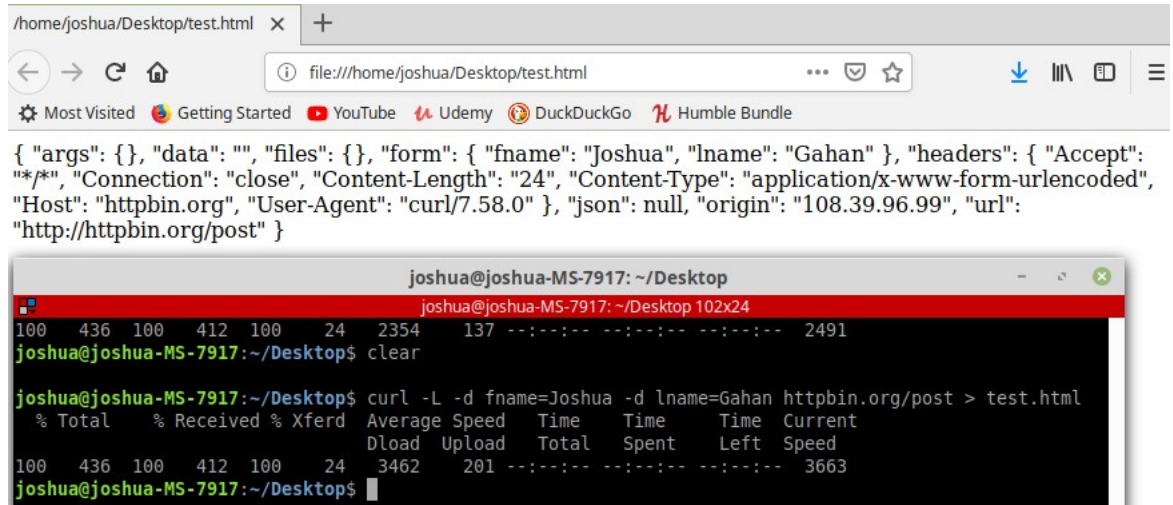 /home/joshua/Desktop/test.html
file:///home/joshua/Desktop/test.html
Most Visited Getting Started YouTube Udemy DuckDuckGo Humble Bundle
{ "args": {}, "data": "", "files": {}, "form": { "fname": "Joshua", "lname": "Gahan" }, "headers": { "Accept":
"*/*", "Connection": "close", "Content-Length": "24", "Content-Type": "application/x-www-form-urlencoded",
"Host": "httpbin.org", "User-Agent": "curl/7.58.0" }, "json": null, "origin": "108.39.96.99", "url":
"http://httpbin.org/post" }
joshua@joshua-MS-7917: ~/Desktop
joshua@joshua-MS-7917: ~/Desktop 102x24
100   436  100   412  100    24   2354    137 --:--:-- --:--:-- --:--:--  2491
joshua@joshua-MS-7917:~/Desktop$ clear
joshua@joshua-MS-7917:~/Desktop$ curl -L -d fname=Joshua -d lname=Gahan httpbin.org/post > test.html
% Total    % Received % Xferd  Average Speed   Time    Time     Time  Current
Dload  Upload   Total   Spent    Left  Speed
100   436  100   412  100    24   3462    201 --:--:-- --:--:-- --:--:--  3663
joshua@joshua-MS-7917:~/Desktop$